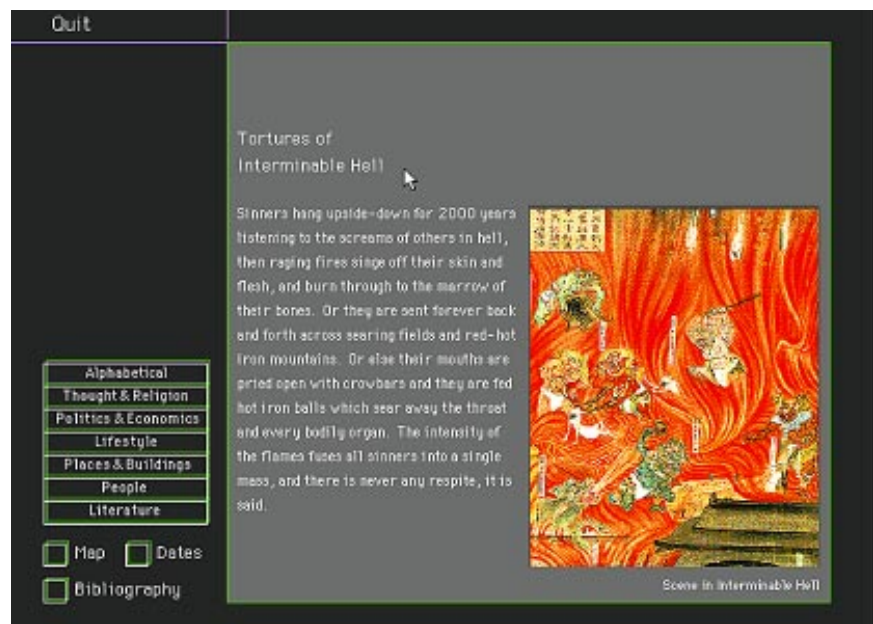 Quit
Tortures of
Interminable Hell
Sinners hang upside-down for 2000 years
listening to the screams of others in hell,
then raging fires singe off their skin and
flesh, and burn through to the marrow of
their bones. Or they are sent forever back
and forth across searing fields and red-hot
iron mountains. Or else their mouths are
pried open with crowbars and they are fed
hot iron balls which sear away the throat
and every bodily organ. The intensity of
the flames fuses all sinners into a single
mass, and there is never any respite, it is
said.
Scene in Interminable Hell
Alphabetical
Thought & Religion
Politics & Economics
Lifestyle
Places & Buildings
People
Literature
Map Dates
Bibliography